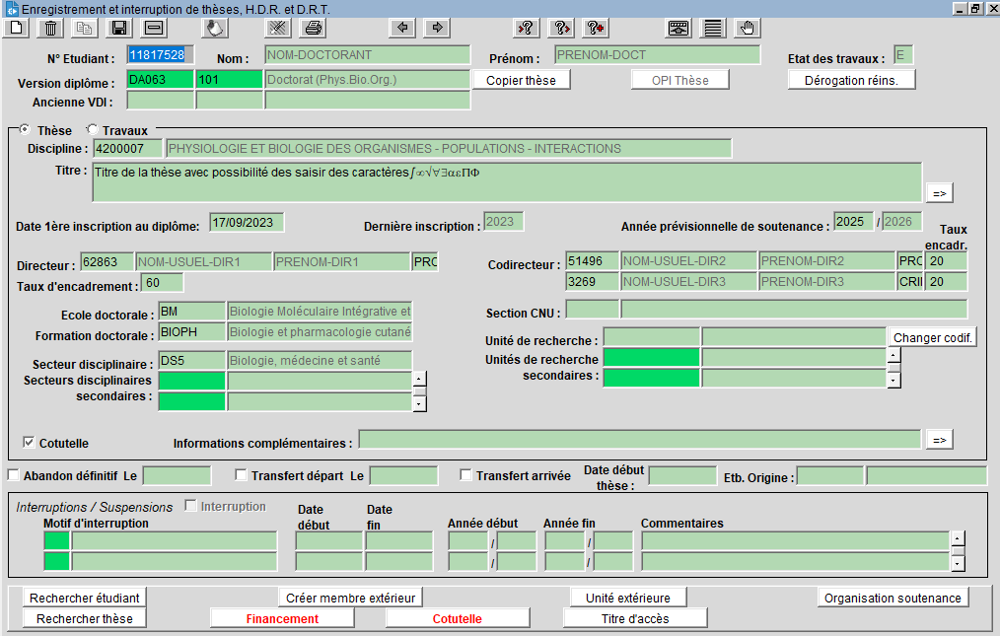 Enregistrement et interruption de thèses, H.D.R. et D.R.T.
N° Etudiant : 11817528 Nom : NOM-DOCTORANT Prénom : PRENOM-DOCT Etat des travaux : E
Version diplôme : DA063 101 Doctorat (Phys.Bio.Org.) Copier thèse OPI Thèse Dérogation réins.
Ancienne VDI :
Thèse Travaux
Discipline : 4200007 PHYSIOLOGIE ET BIOLOGIE DES ORGANISMES - POPULATIONS - INTERACTIONS
Titre : Titre de la thèse avec possibilité des saisir des caractères∫∞√∀∃αεΠΦ
=>
Date 1ère inscription au diplôme: 17/09/2023 Dernière inscription : 2023 Année prévisionnelle de soutenance : 2025 / 2026
Taux encadr.
Directeur : 62863 NOM-USUEL-DIR1 PRENOM-DIR1 PRO Codirecteur : 51496 NOM-USUEL-DIR2 PRENOM-DIR2 PRO 20
Taux d'encadrement : 60 3269 NOM-USUEL-DIR3 PRENOM-DIR3 CRII 20
Ecole doctorale : BM Biologie Moléculaire Intégrative et Section CNU :
Formation doctorale : BIOPH Biologie et pharmacologie cutané
Unité de recherche : Changer codif.
Secteur disciplinaire : DS5 Biologie, médecine et santé
Unités de recherche secondaires :
Secteurs disciplinaires secondaires :
Cotutelle Informations complémentaires : =>
Abandon définitif Le Transfert départ Le Transfert arrivée Date début thèse : Etb. Origine :
Interruptions / Suspensions Interruption
Motif d'interruption Date début Date fin Année début Année fin Commentaires
/ /
/ /
Rechercher étudiant Créer membre extérieur Unité extérieure Organisation soutenance
Rechercher thèse Financement Cotutelle Titre d'accès